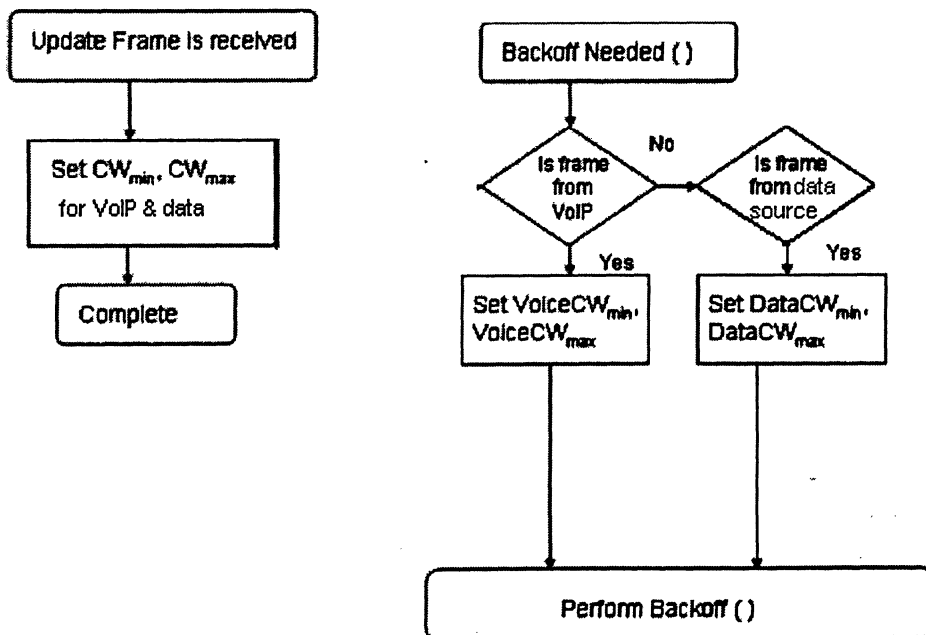 Update Frame is received
Set CWmin, CWmax
for VoIP & data
Complete
Backoff Needed ( )
Is frame
from
VoIP
No
Is frame
from data
source
Yes
Yes
Set VoiceCWmin,
VoiceCWmax
Set DataCWmin,
DataCWmax
Perform Backoff ( )